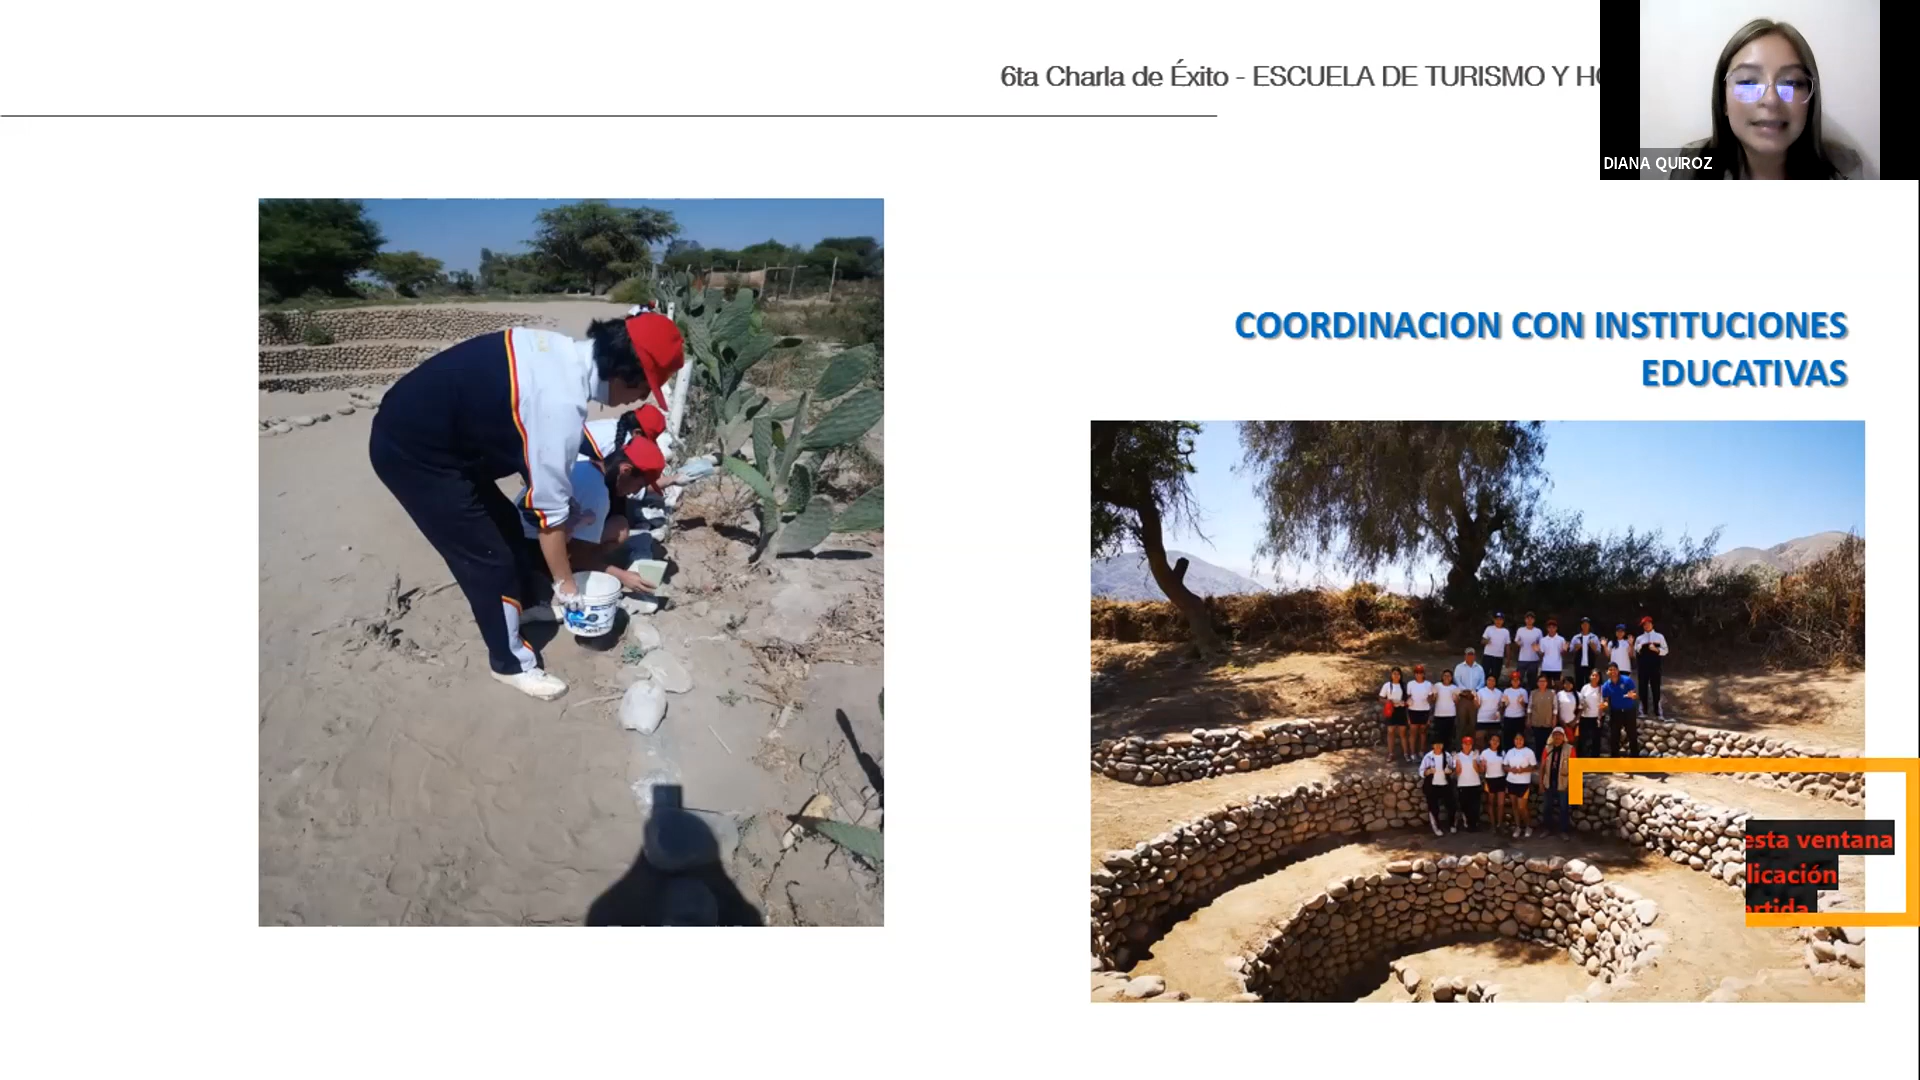 6ta Charla de Éxito - ESCUELA DE TURISMO Y
DIANA QUIROZ
COORDINACION CON INSTITUCIONES
EDUCATIVAS
esta ventana
licación